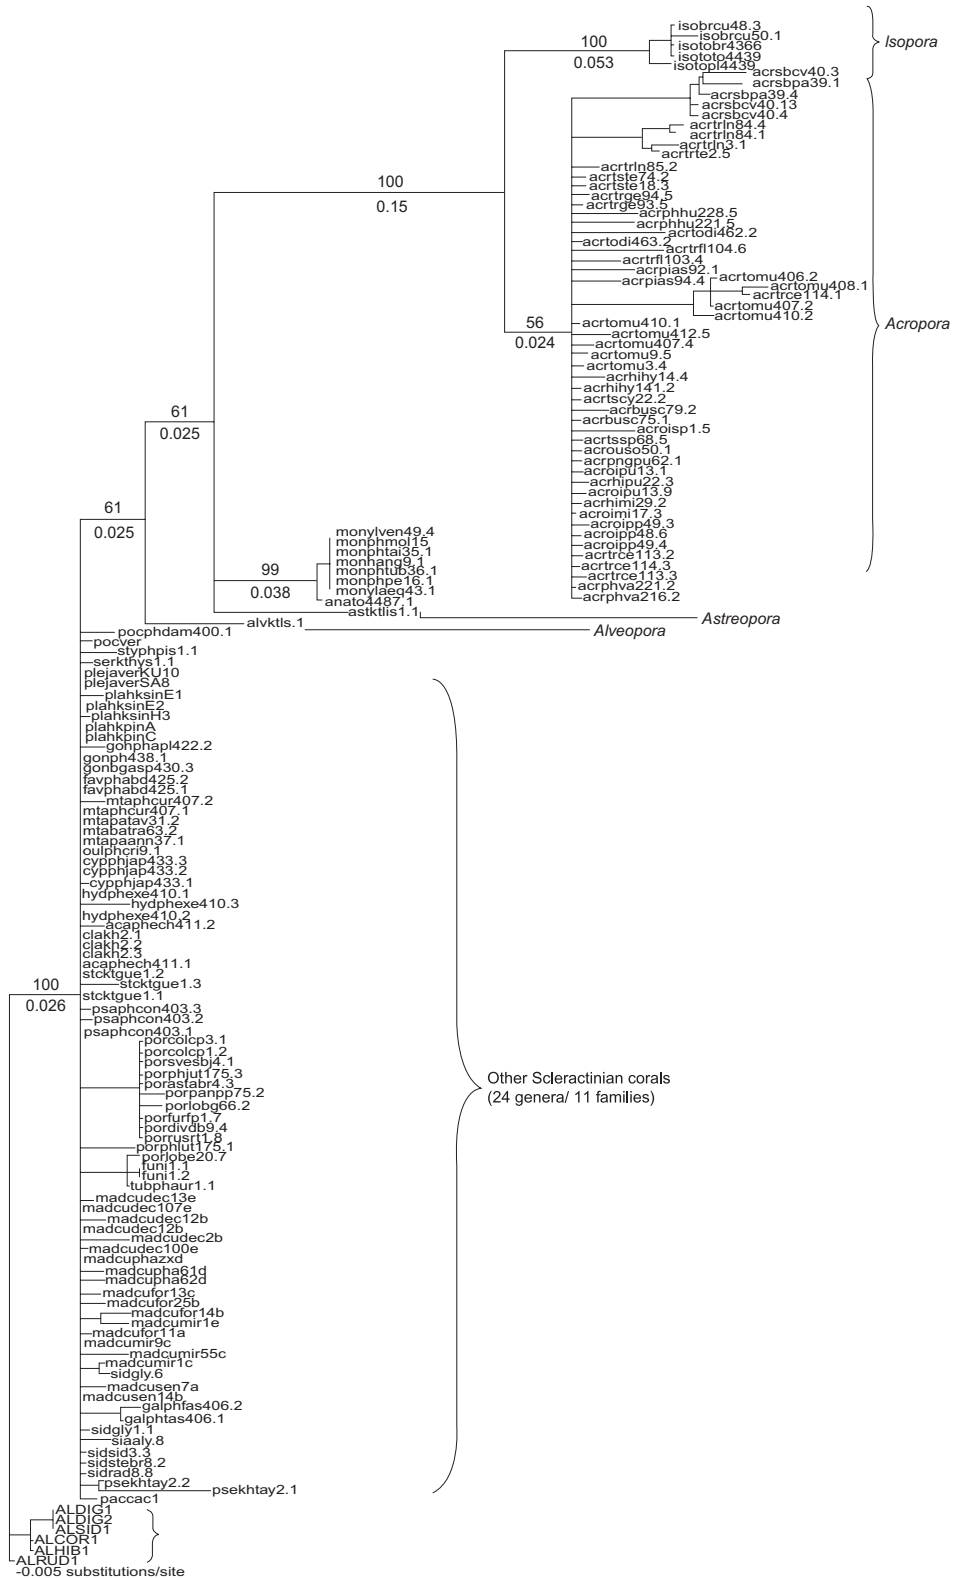 isobrcu48.3
isobrcu50.1
100
isotobr4366
Isopora
isototo4439
0.053
isotopl4439
acrsbcv40.3
acrsbpa39.1
acrsbpa39.4
acrsbcv40.13
acrsbcv40.4
acrtrln84.4
acrtrln84.1
acrtrln3.1
acrtrte2.5
acrtrln85.2
acrtste74.2
100
acrtste18.3
acrtrge94.5
0.15
acrtrge93.5
acrphhu228.5
acrphhu221.5
acrtodi462.2
acrtodi463.2
acrtrfl104.6
acrtrfl103.4
acrpias92.1
acrpias94.4
acrtomu406.2
acrtomu408.1
acrtrce114.1
acrtomu407.2
acrtomu410.2
56
acrtomu410.1
Acropora
acrtomu412.5
0.024
acrtomu407.4
acrtomu9.5
acrtomu3.4
acrhihy14.4
acrhihy141.2
acrtscy22.2
61
acrbusc79.2
acrbusc75.1
0.025
acroisp1.5
acrtssp68.5
acrouso50.1
acrpngpu62.1
acroipu13.1
acrhipu22.3
acroipu13.9
61
acrhimi29.2
acroimi17.3
0.025
acroipp49.3
monylven49.4
acroipp48.6
monphmol15
acroipp49.4
monphtai35.1
acrtrce113.2
monhang9.1
acrtrce114.3
99
monphtub36.1
acrtrce113.3
monphpe16.1
acrphva221.2
0.038
monylaeq43.1
acrphva216.2
anato4487.1
astktlis1.1
Astreopora
alvktls.1
Alveopora
pocphdam400.1
pocver
styphpis1.1
serkthys1.1
plejaverKU10
plejaverSA8
plahksinE1
plahksinE2
plahksinH3
plahkpinA
plahkpinC
gonphapl422.2
gonph438.1
gonbgasp430.3
favphabd425.2
favphabd425.1
mtaphcur407.2
mtaphcur407.1
mtapatav31.2
mtabatra63.2
mtapaann37.1
oulphcri9.1
cypphjap433.3
cypphjap433.2
cypphjap433.1
hydphexe410.1
hydphexe410.3
hydphexe410.2
acaphech411.2
clakh2.1
clakh2.2
clakh2.3
acaphech411.1
stcktgue1.2
100
stcktgue1.3
stcktgue1.1
0.026
psaphcon403.3
psaphcon403.2
psaphcon403.1
porcolcp3.1
porcolcp1.2
porsvesbj4.1
porphjut175.3
Other Scleractinian corals
porastabr4.3
porpanpp75.2
(24 genera/ 11 families)
porlobg66.2
porfurfp1.7
pordivdb9.4
porrusrt1.8
porphlut175.1
porlobe20.7
funi1.1
funi1.2
tubphaur1.1
madcudec13e
madcudec107e
madcudec12b
madcudec12b
madcudec2b
madcudec100e
madcuphazxd
madcupha61d
madcupha62d
madcufor13c
madcufor25b
madcufor14b
madcumir1e
madcufor11a
madcumir9c
madcumir55c
madcumir1c
sidgly.6
madcusen7a
madcusen14b
galphfas406.2
galphtas406.1
sidgly1.1
siaaly.8
sidsid3.3
sidstebr8.2
sidrad8.8
psekhtay2.2
psekhtay2.1
paccac1
ALDIG1
ALDIG2
ALSID1
ALCOR1
ALHIB1
ALRUD1
-0.005 substitutions/site